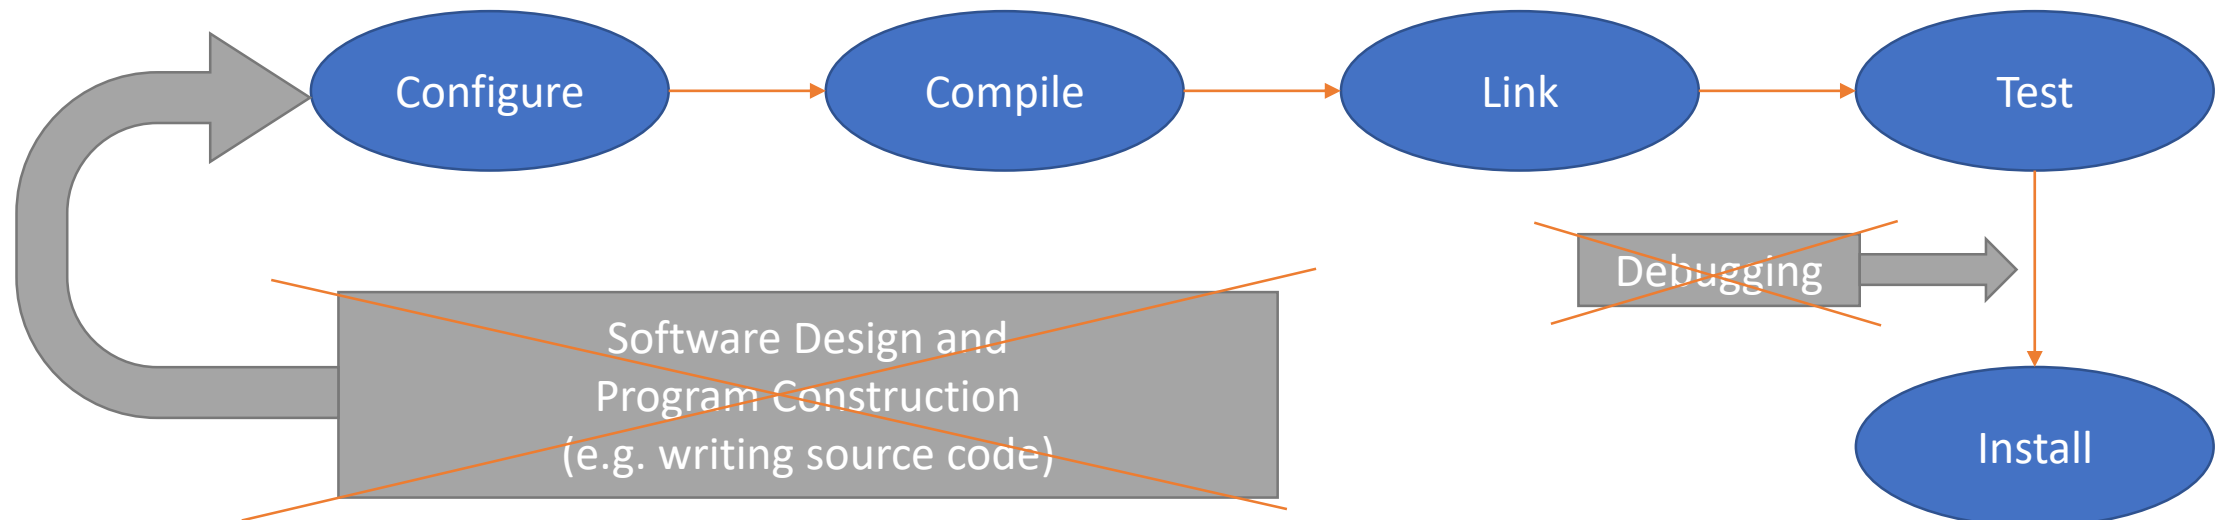 Configure
Compile
Link
Test
Debugging
Software Design and
Program Construction
(e.g. writing source code)
Install